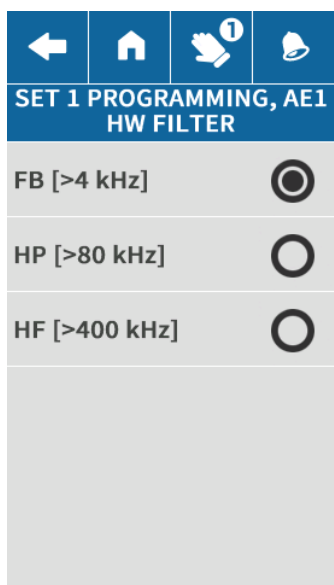 1
SET 1 PROGRAMMING, AE1
HW FILTER
FB [>4 kHz]
HP [>80 kHz]
HF [>400 kHz]